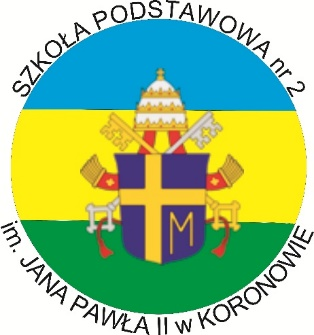 SZKOŁA PODSTAWOWA nr 2
im. JANA PAWŁA II w KORONOWIE
M